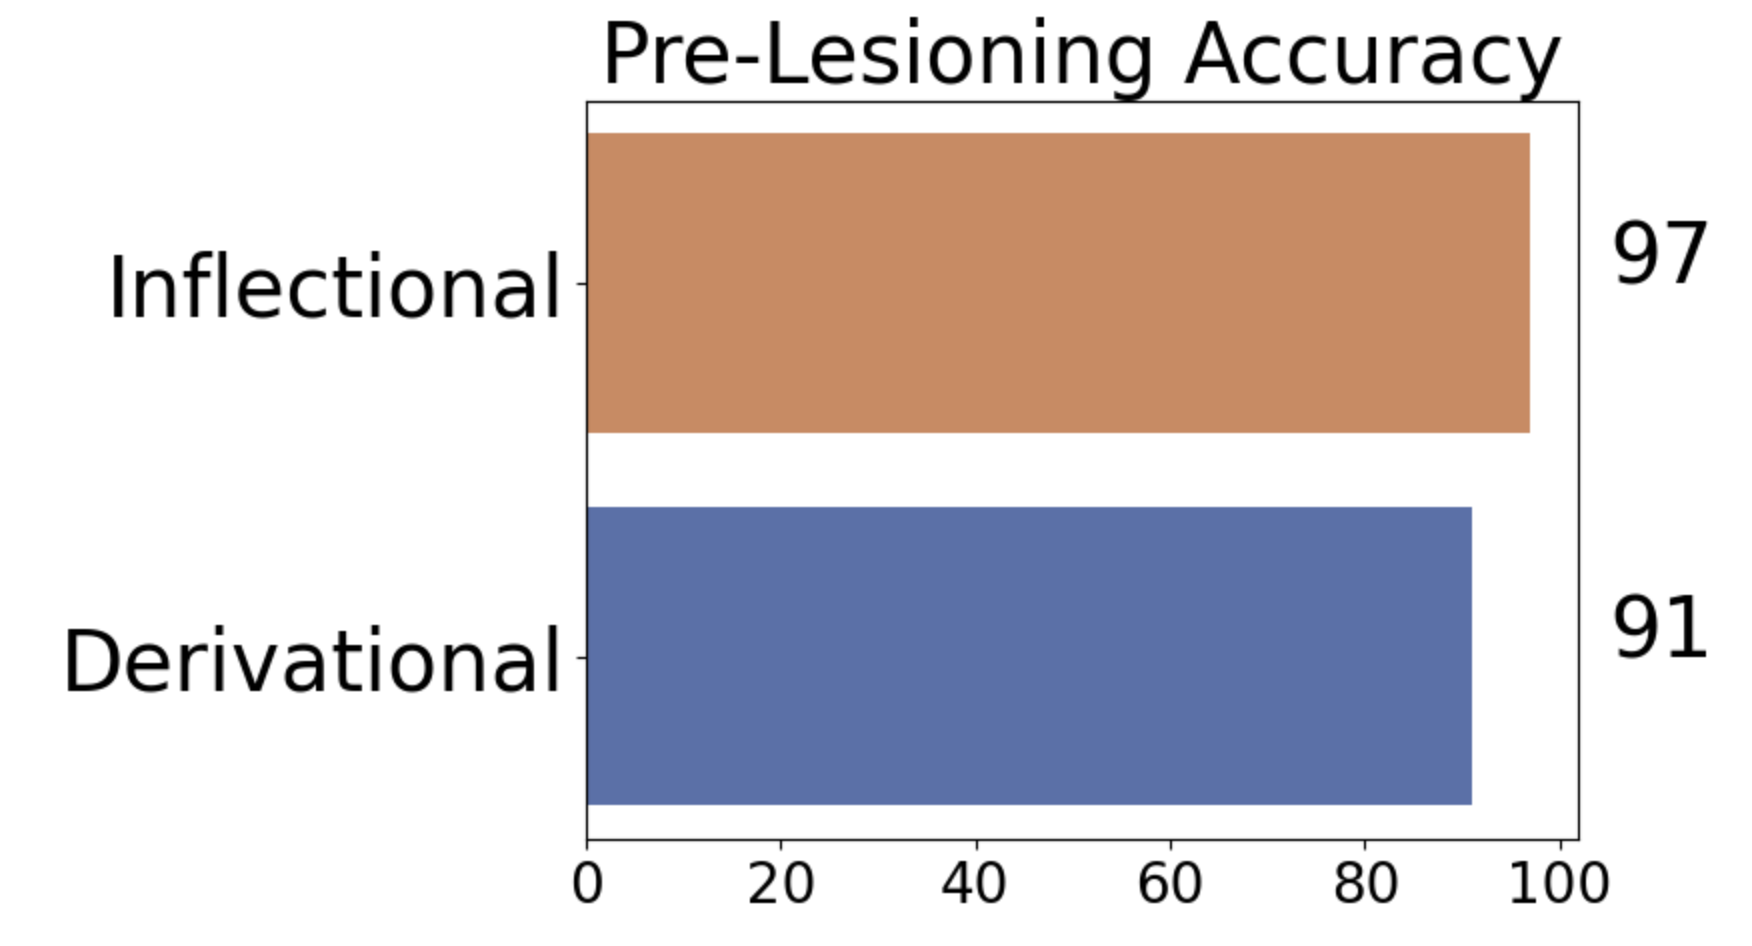 Pre-Lesioning Accuracy
Inflectional
97
Derivational
91
0 20 40 60 80 100